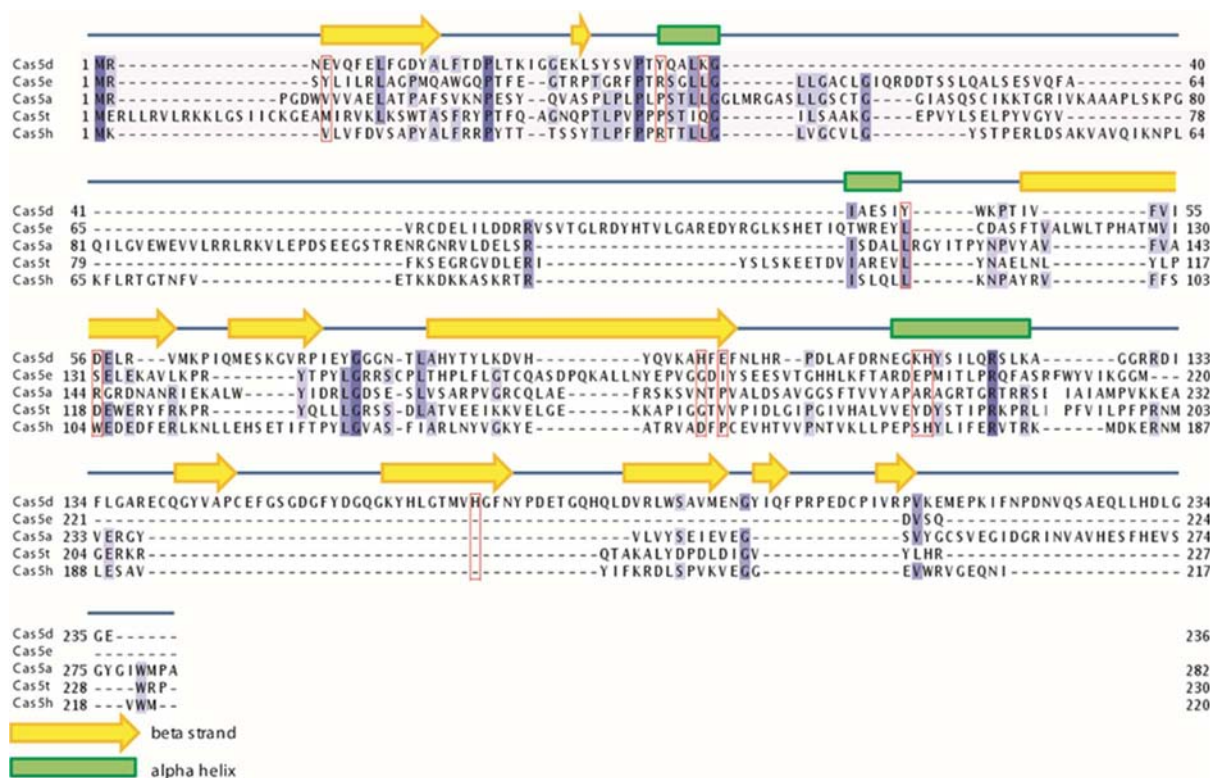 Cas5d 1 MR------------------NEVQFELFGDYALFTDPLTKIGGEKLSYSVPTYQALKG------------------------------------------- 40
Cas5e 1 MR------------------SYLILRLAGPMQAWGQPTFE--GTRPTGRFPTRSGLLG-------LLGACLGIQRDDTSSLQALSESVQFA---------- 64
Cas5a 1 MR---------------PGDWVVVAELATPAFSVKNPESY--QVASPLPLPLPSTLLGGLMRGASLLGSCTG----GIASQSCIKKTGRIVKAAAPLSKPG 80
Cas5t 1 MERLLRVLRKKLGSIICKGEAMIRVKLKSWTASFRYPTFQ-AGNQPTLPVPPPSTIQG-------ILSAAKG----EPVYLSELPYVGYV----------- 78
Cas5h 1 MK-------------------YLVFDVSAPYALFRRPYTT--TSSYTLPFPPRTTLLG-------LVGCVLG----YSTPERLDSAKVAVQIKNPL----- 64
Cas5d 41 ----------------------------------------------------------------------IAESIY------WKPTIV----------FVI 55
Cas5e 65 -----------------------------VRCDELILDDRRVSVTGLRDYHTVLGAREDYRGLKSHETIQTWREYL------CDASFTVALWLTPHATMVI 130
Cas5a 81 QILGVEWEVVLRRLRKVLEPDSEEGSTRENRGNRVLDELSR-----------------------------ISDALLRGYITPYNPVYAV---------FVA 143
Cas5t 79 -----------------------------FKSEGRGVDLERI------------------YSLSKEETDVIAREVL------YNAELNL---------YLP 117
Cas5h 65 KFLRTGTNFV------------------ETKKDKKASKRTR-----------------------------ISLQLL------KNPAYRV---------FFS 103
Cas5d 56 DELR---VMKPIQMESKGVRPIEYGGGN-TLAHYTYLKDVH-------YQVKAHFEFNLHR--PDLAFDRNEGKHYSILQRSLKA----GGRRDI 133
Cas5e 131 SELEKAVLKPR-------YTPYLGRRSCPLTHPLFLGTCQASDPQKALLNYEPVGGDIYSEESVTGHHLKFTARDEPMITLPRQFASRFWYVIKGGM-- 220
Cas5a 144 RGRDNANRIEKALW-----YIDRLGDSE-SLVSARPVGRCQLAE----FRSKSVNTPVALDSAVGGSFTVVYAPARAGRTGRTRRSE IAIAMPVKKEA 232
Cas5t 118 DEWERYFRKPR-------YQLLLGRSS-DLATVEEIKKVELGE-----KKAPIGGTVVPIDLGIPGIVHALVVEYDYSTIPRTKPRLI PFVILPFPRNM 203
Cas5h 104 WEDEDFERLKNLLEHSETIFTPYLGVAS-FIARLNYVGKYE-------ATRVADFPCEVHTVVPNTVKLLPEPSHYLIFERVTRK----MDKERNM 187
Cas5d 134 FLGARECQGYVAPCEFGSGDGFYDGQGKYHLGTMVHGFNYPDETGQHQLDVRLWSAVMENGYIQFPRPEDCPIVRPVKEMEPKIFNPDNVQSAEQLLHDLG 234
Cas5e 221 ---------------------------------------------------------------------------DVSQ---------------------- 224
Cas5a 233 VERGY---------------------------------------------VLVYSEIEVEG--------------SVYGCSVEGIDGRINVAVHESFHEVS 274
Cas5t 204 GERKR------------------------------------------QTAKALYDPDLDIGV-------------YLHR---------------------- 227
Cas5h 188 LESAV--------------------------------------------YIFKRDLSPVKVEGG------------EVWRVGEQNI---------------- 217
Cas5d 235 GE------ 236
Cas5e --------
Cas5a 275 GYGIWMPA 282
Cas5t 228 ----WRP- 230
Cas5h 218 ---VWM-- 220
beta strand
alpha helix